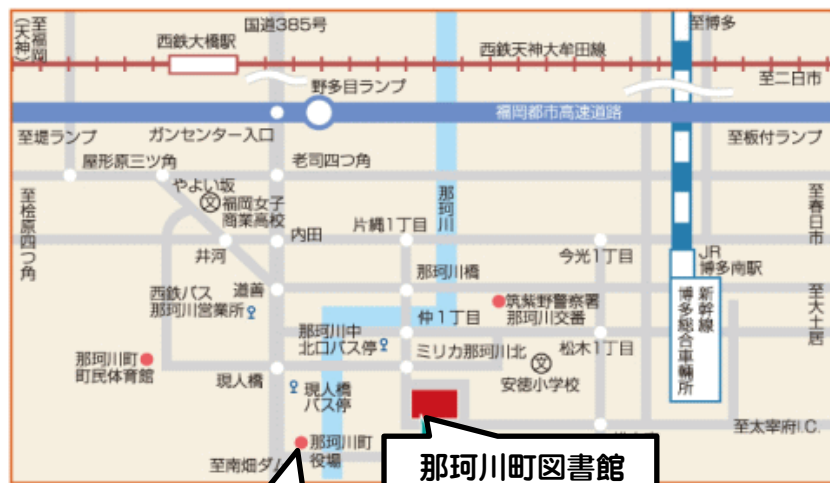 至福岡
(天神)
国道385号
至博多
西鉄大橋駅
西鉄天神大牟田線
至二日市
野多目ランプ
福岡都市高速道路
至堤ランプ
ガンセンター入口
至板付ランプ
屋形原三ツ角
老司四つ角
やよい坂
文
福岡女子
商業高校
那珂川
至桧原四つ角
至春日市
井河
内田
片縄1丁目
今光1丁目
JR
博多南駅
那珂川橋
西鉄バス
那珂川営業所
道善
筑紫野警察署
那珂川交番
新幹線
博多総合車輛所
至大土居
那珂川中
北口バス停
仲1丁目
ミリカ那珂川北
松木1丁目
那珂川町
町民体育館
現人橋
現人橋
バス停
文
安徳小学校
至太宰府I.C.
那珂川町
役場
至南畑ダム
那珂川町図書館